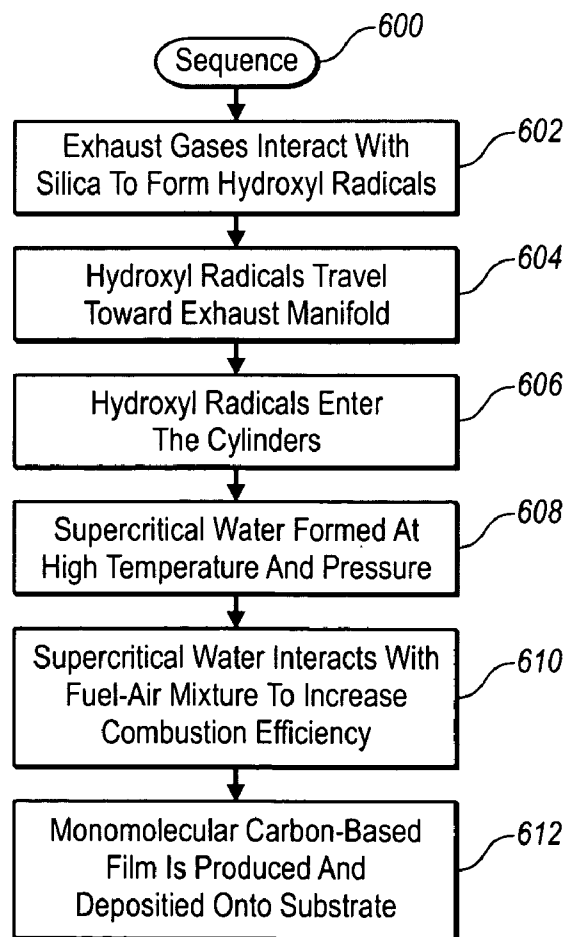 600
Sequence
602
Exhaust Gases Interact With
Silica To Form Hydroxyl Radicals
604
Hydroxyl Radicals Travel
Toward Exhaust Manifold
606
Hydroxyl Radicals Enter
The Cylinders
608
Supercritical Water Formed At
High Temperature And Pressure
610
Supercritical Water Interacts With
Fuel-Air Mixture To Increase
Combustion Efficiency
612
Monomolecular Carbon-Based
Film Is Produced And
Depositied Onto Substrate